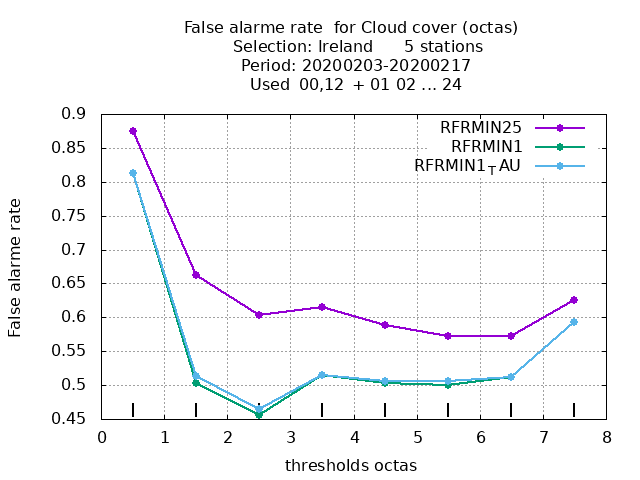 False alarme rate for Cloud cover (octas)
Selection: Ireland 5 stations
Period: 20200203-20200217
Used 00,12 + 01 02 ... 24
RFRMIN25
RFRMIN1
RFRMIN1TAU
False alarme rate
0.9
0.85
0.8
0.75
0.7
0.65
0.6
0.55
0.5
0.45
0 1 2 3 4 5 6 7 8
thresholds octas